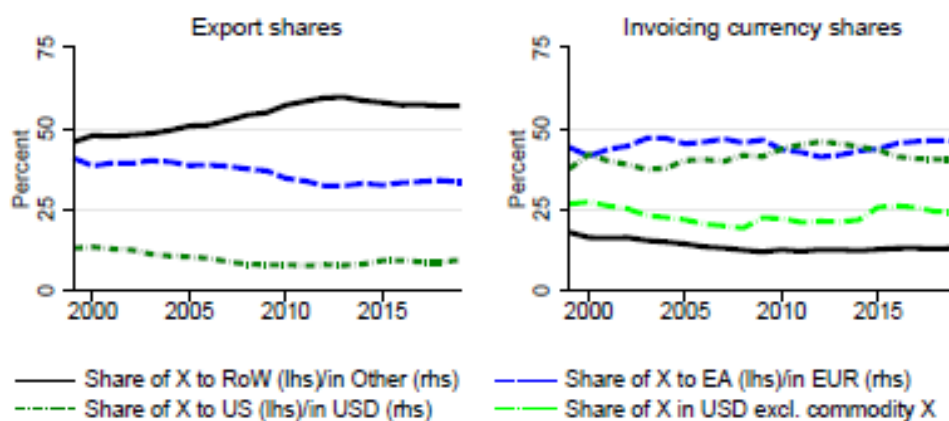 Export shares
Invoicing currency shares
Percent
75
50
25
0
2000 2005 2010 2015
Percent
75
50
25
0
2000 2005 2010 2015
Share of X to RoW (lhs)/in Other (rhs)
Share of X to EA (lhs)/in EUR (rhs)
Share of X to US (lhs)/in USD (rhs)
Share of X in USD excl. commodity X